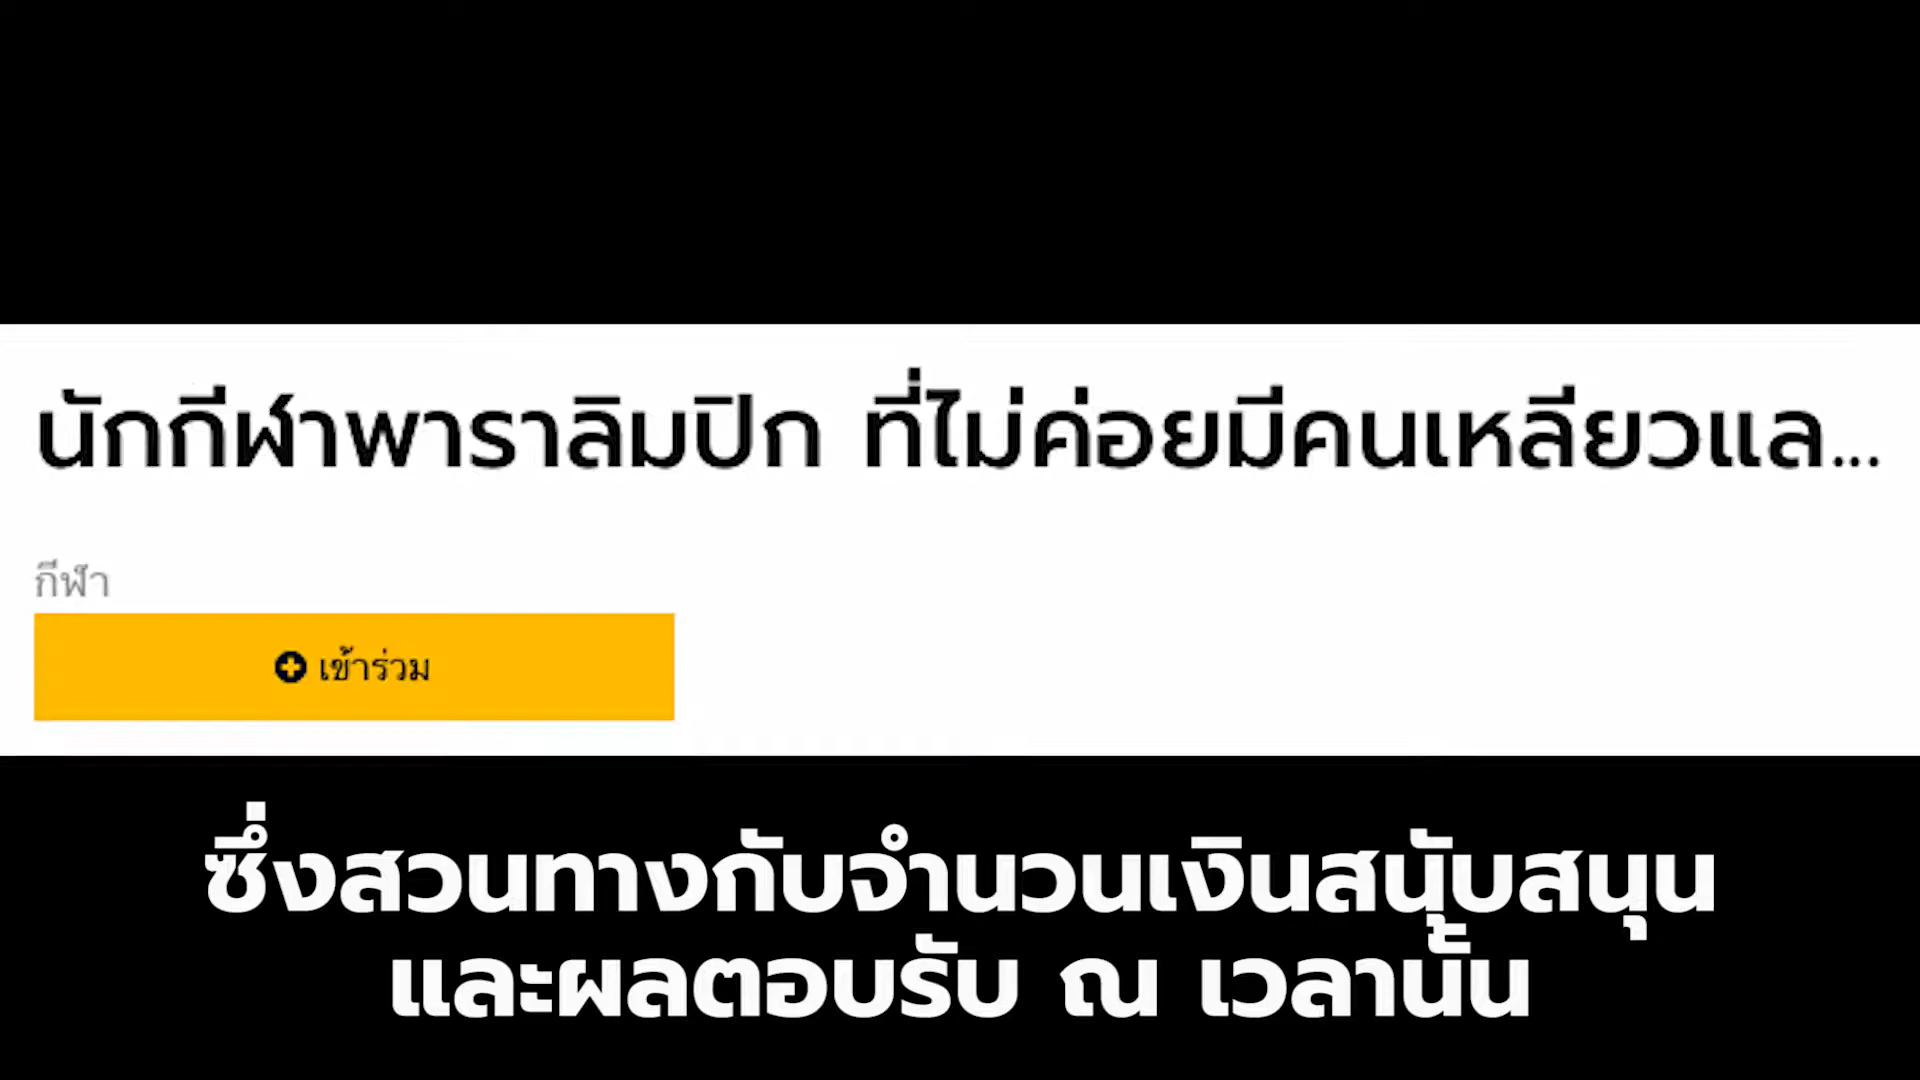 นักกีฬาพาราลิมปิก ที่ไม่ค่อยมีคนเหลียวแล...
กีฬา
เข้าร่วม
ซึ่งสวนทางกับจำนวนเงินสนับสนุน
และผลตอบรับ ณ เวลานั้น